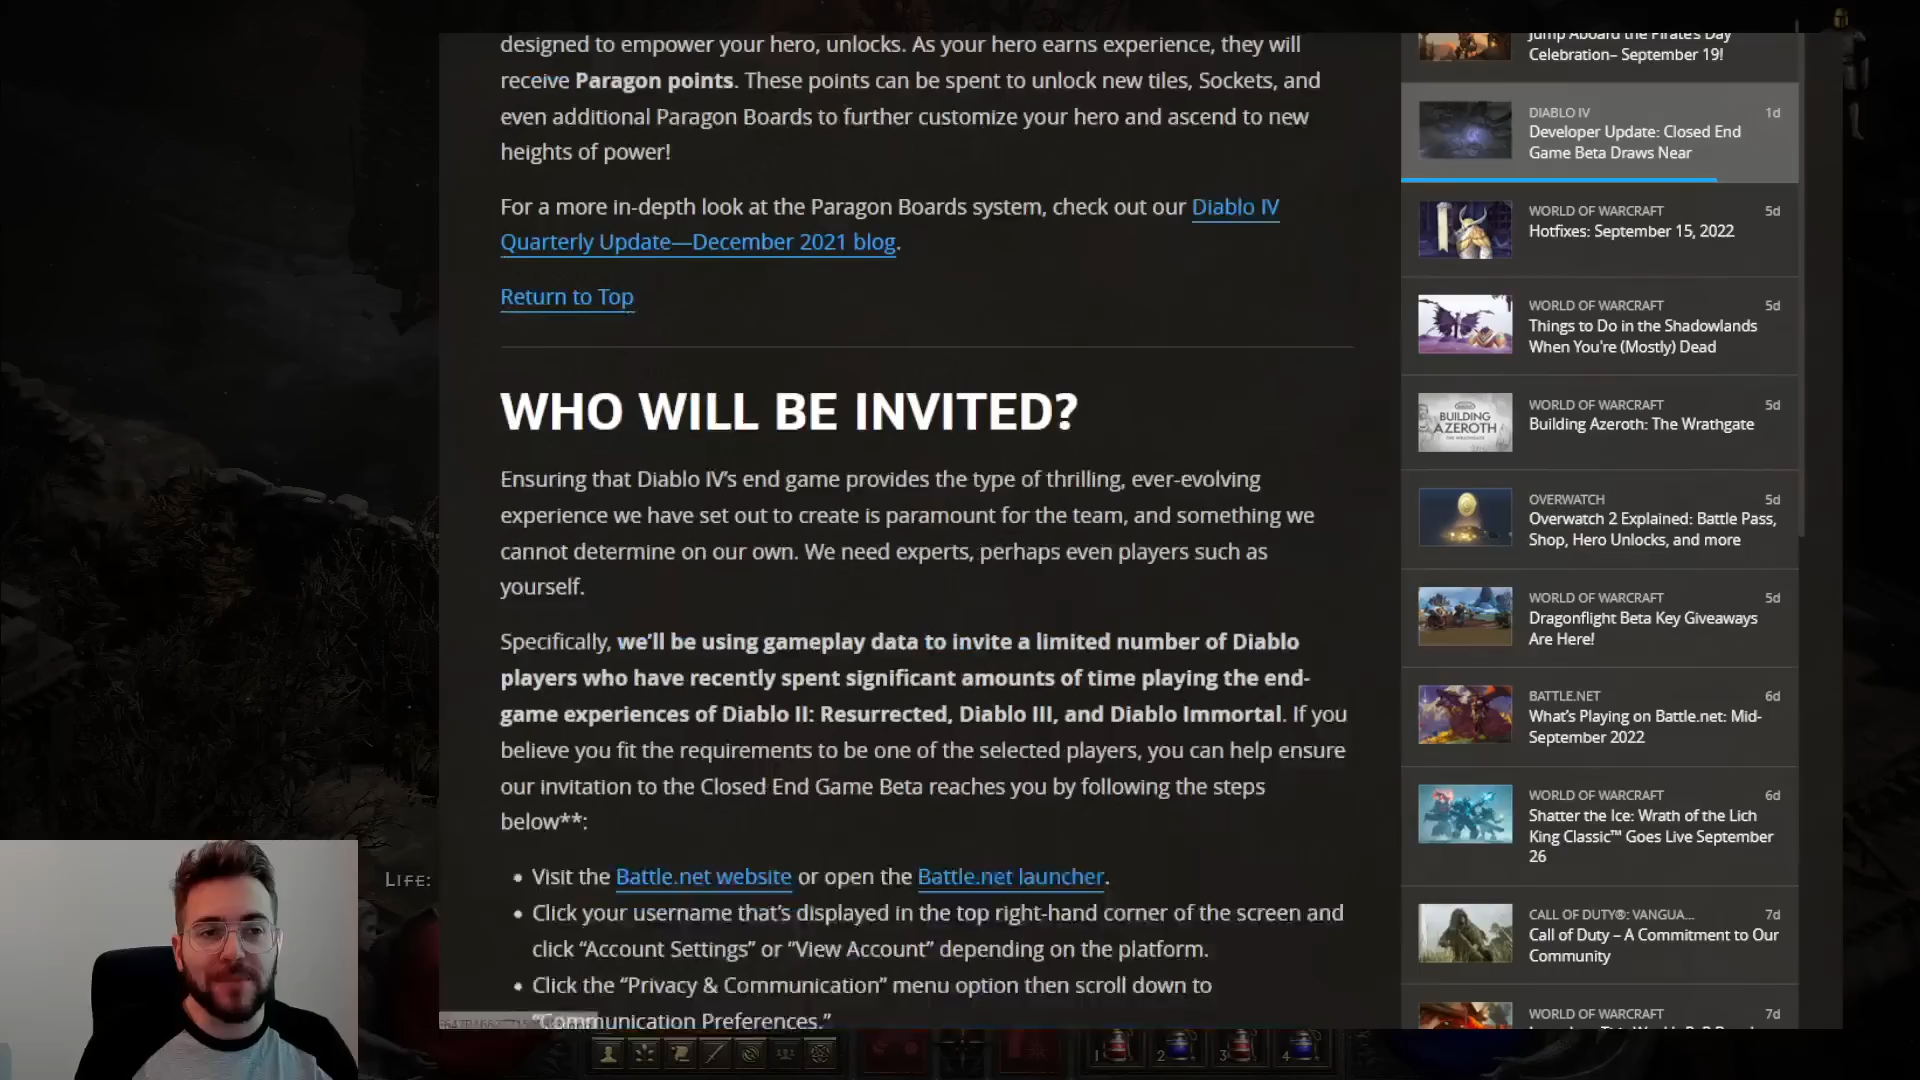 designed to empower your hero, unlocks. As your hero earns experience, they will
receive Paragon points. These points can be spent to unlock new tiles, Sockets, and
even additional Paragon Boards to further customize your hero and ascend to new
heights of power!
For a more in-depth look at the Paragon Boards system, check out our Diablo IV
Quarterly Update—December 2021 blog.
Return to Top
WHO WILL BE INVITED?
Ensuring that Diablo IV's end game provides the type of thrilling, ever-evolving
experience we have set out to create is paramount for the team, and something we
cannot determine on our own. We need experts, perhaps even players such as
yourself.
Specifically, we'll be using gameplay data to invite a limited number of Diablo
players who have recently spent significant amounts of time playing the end-
game experiences of Diablo II: Resurrected, Diablo III, and Diablo Immortal. If you
believe you fit the requirements to be one of the selected players, you can help ensure
our invitation to the Closed End Game Beta reaches you by following the steps
below**:
• Visit the Battle.net website or open the Battle.net launcher.
• Click your username that's displayed in the top right-hand corner of the screen and
click “Account Settings” or “View Account” depending on the platform.
• Click the “Privacy & Communication” menu option then scroll down to
“Communication Preferences.”
Jump Aboard the Pirate's Day
Celebration– September 19!
DIABLO IV 1d
Developer Update: Closed End
Game Beta Draws Near
WORLD OF WARCRAFT 5d
Hotfixes: September 15, 2022
WORLD OF WARCRAFT 5d
Things to Do in the Shadowlands
When You're (Mostly) Dead
WORLD OF WARCRAFT 5d
Building Azeroth: The Wrathgate
BUILDING
AZEROTH
THE WRATHGATE
OVERWATCH 5d
Overwatch 2 Explained: Battle Pass,
Shop, Hero Unlocks, and more
WORLD OF WARCRAFT 5d
Dragonflight Beta Key Giveaways
Are Here!
BATTLE.NET 6d
What's Playing on Battle.net: Mid-
September 2022
WORLD OF WARCRAFT 6d
Shatter the Ice: Wrath of the Lich
King Classic™ Goes Live September
26
CALL OF DUTY®: VANGUA... 7d
Call of Duty – A Commitment to Our
Community
WORLD OF WARCRAFT 7d
LIFE:
1 2 3 4